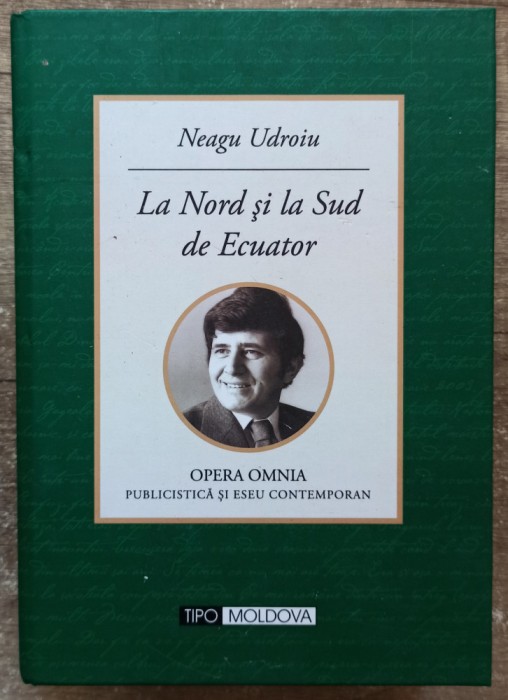 Neagu Udroiu
La Nord și la Sud
de Ecuator
OPERA OMNIA
PUBLICISTICĂ ȘI ESEU CONTEMPORAN
TIPO MOLDOVA